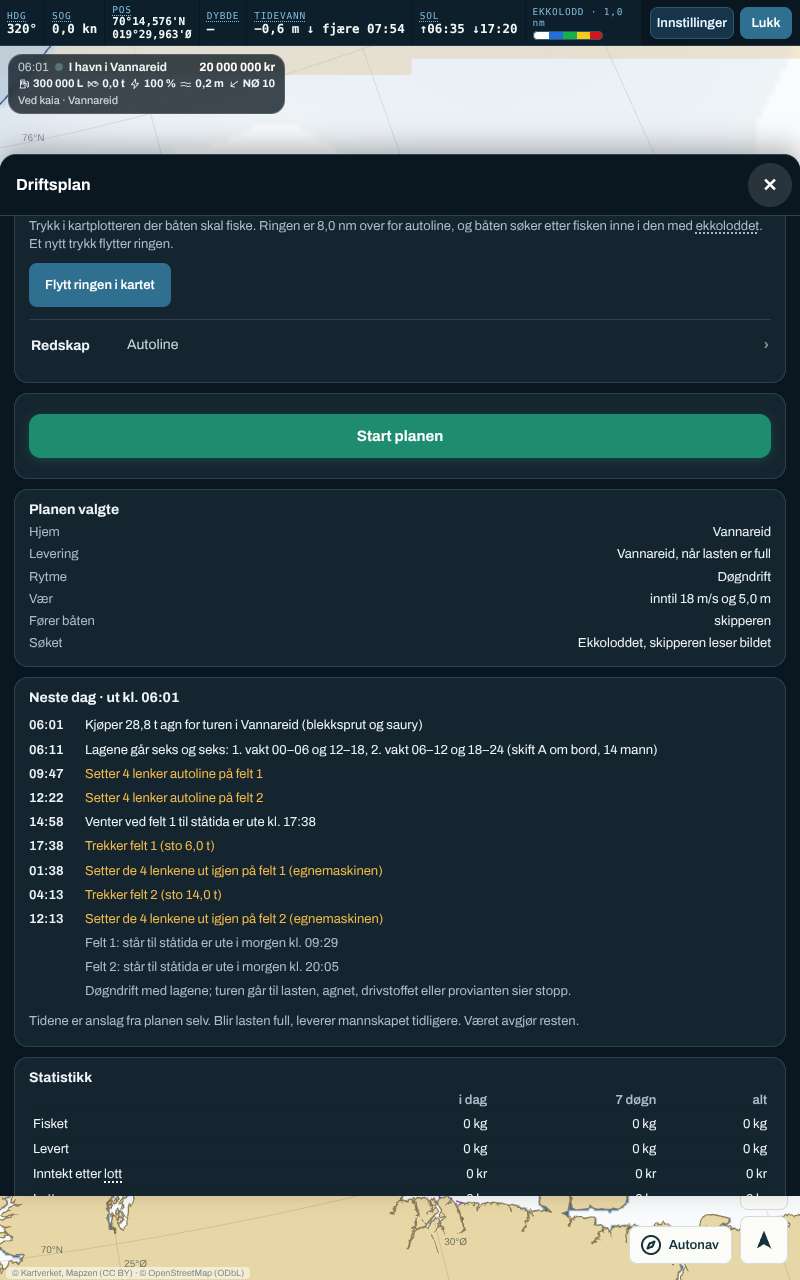 HDG
320°
SOG
0,0 kn
POS
70°14,576'N
019°29,963'Ø
DYBDE
—
TIDEVANN
−0,6 m ↓ fjære 07:54
SOL
↑06:35 ↓17:20
EKKOLODD · 1,0 nm
Innstillinger
Lukk
06:01 I havn i Vannareid 20 000 000 kr
300 000 L 0,0 t 100 % 0,2 m ↙ NØ 10
Ved kaia · Vannareid
76°N
Driftsplan
Trykk i kartplotteren der båten skal fiske. Ringen er 8,0 nm over for autoline, og båten søker etter fisken inne i den med ekkoloddet.
Et nytt trykk flytter ringen.
Flytt ringen i kartet
Redskap Autoline ›
Start planen
Planen valgte
Hjem Vannareid
Levering Vannareid, når lasten er full
Rytme Døgndrift
Vær inntil 18 m/s og 5,0 m
Fører båten skipperen
Søket Ekkoloddet, skipperen leser bildet
Neste dag · ut kl. 06:01
06:01 Kjøper 28,8 t agn for turen i Vannareid (blekksprut og saury)
06:11 Lagene går seks og seks: 1. vakt 00–06 og 12–18, 2. vakt 06–12 og 18–24 (skift A om bord, 14 mann)
09:47 Setter 4 lenker autoline på felt 1
12:22 Setter 4 lenker autoline på felt 2
14:58 Venter ved felt 1 til ståtida er ute kl. 17:38
17:38 Trekker felt 1 (sto 6,0 t)
01:38 Setter de 4 lenkene ut igjen på felt 1 (egnemaskinen)
04:13 Trekker felt 2 (sto 14,0 t)
12:13 Setter de 4 lenkene ut igjen på felt 2 (egnemaskinen)
Felt 1: står til ståtida er ute i morgen kl. 09:29
Felt 2: står til ståtida er ute i morgen kl. 20:05
Døgndrift med lagene; turen går til lasten, agnet, drivstoffet eller provianten sier stopp.
Tidene er anslag fra planen selv. Blir lasten full, leverer mannskapet tidligere. Været avgjør resten.
Statistikk
i dag 7 døgn alt
Fisket 0 kg 0 kg 0 kg
Levert 0 kg 0 kg 0 kg
Inntekt etter lott 0 kr 0 kr 0 kr
70°N
25°Ø
30°Ø
Autonav
© Kartverket, Mapzen (CC BY) · © OpenStreetMap (ODbL)